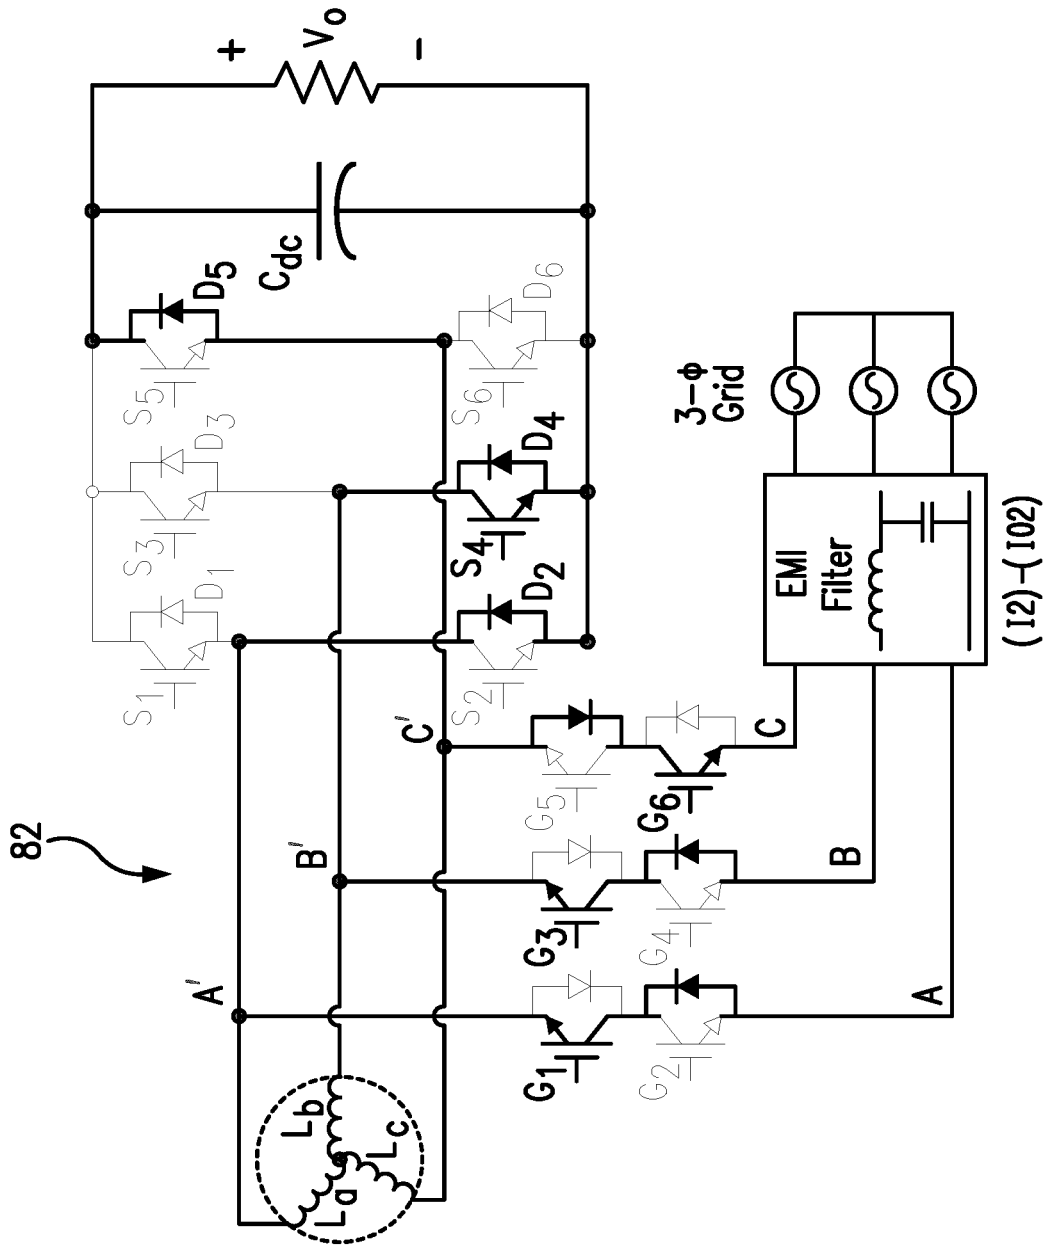 82
S1
S3
S5
A'
D1
D3
D5
+
Cdc
Vo
−
Lb
B'
La
Lc
C'
S2
S4
S6
D2
D4
D6
G1
G3
G5
G2
G4
G6
3-ϕ
Grid
C
EMI
Filter
B
A
(I2)-(I02)